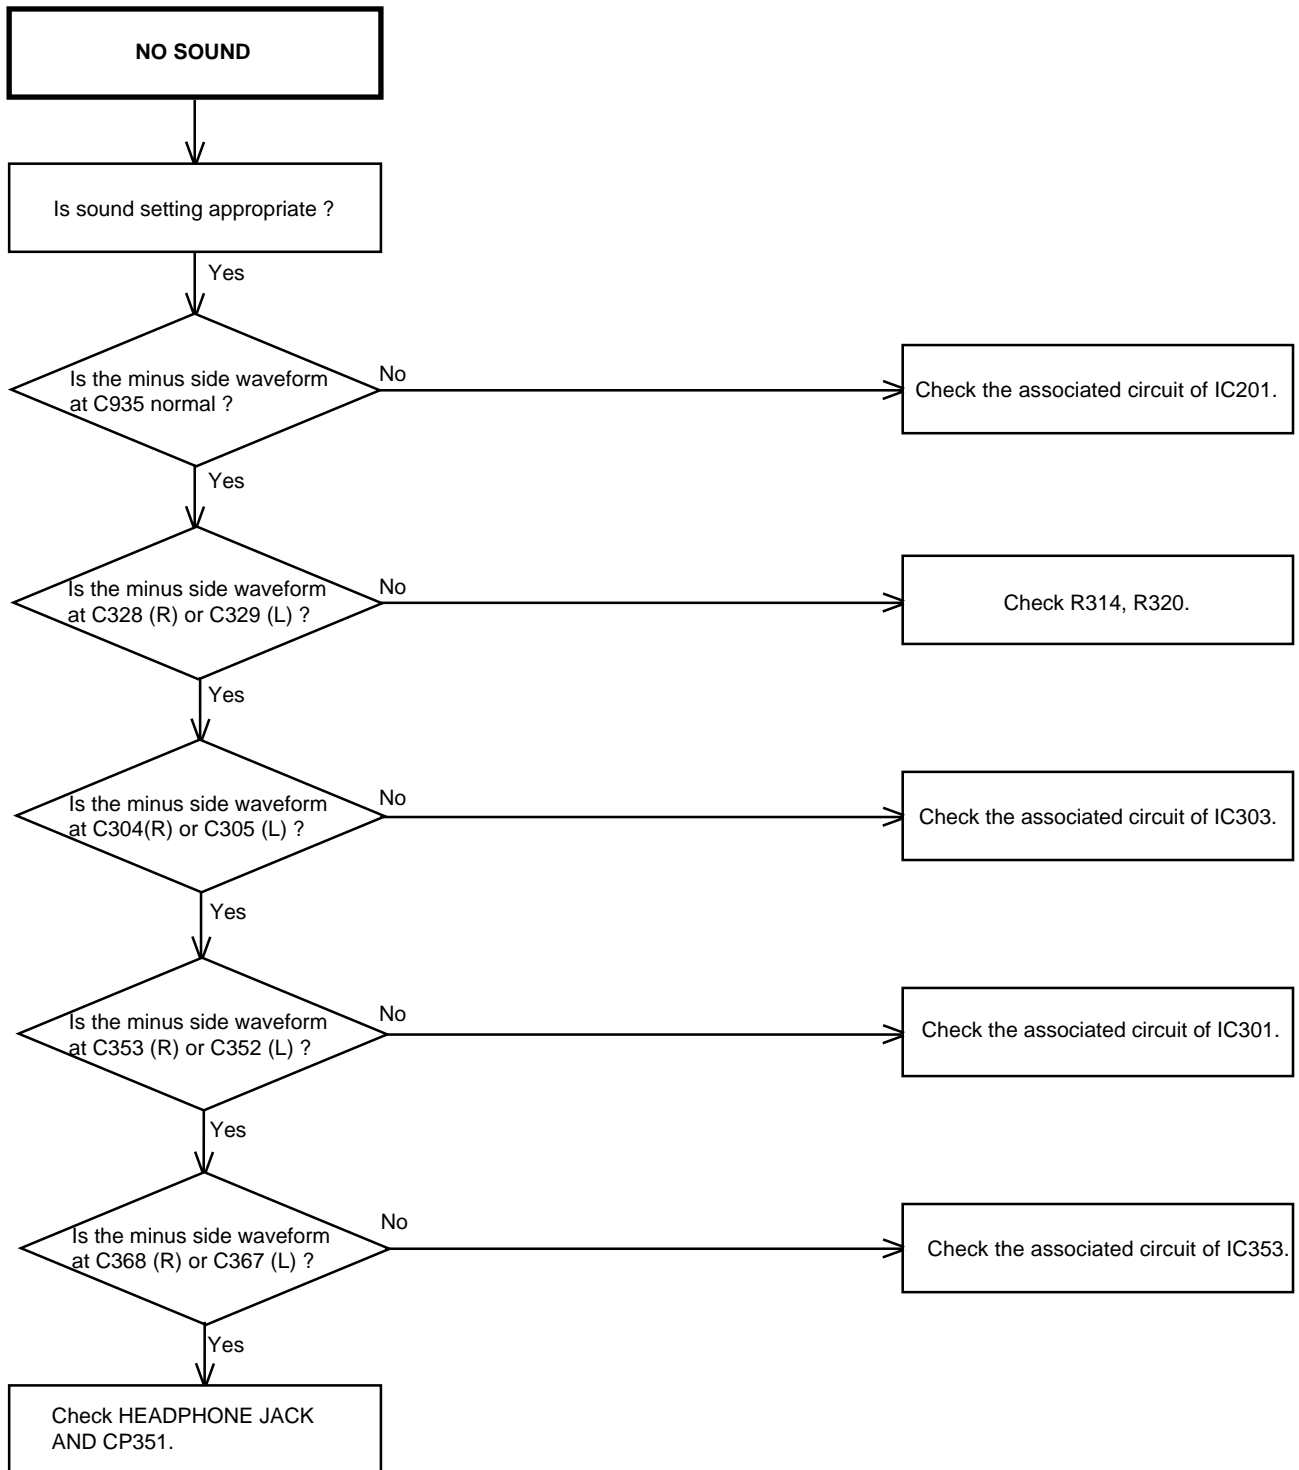 NO SOUND
Is sound setting appropriate ?
Yes
Is the minus side waveform
at C935 normal ?
No
Check the associated circuit of IC201.
Yes
Is the minus side waveform
at C328 (R) or C329 (L) ?
No
Check R314, R320.
Yes
Is the minus side waveform
at C304(R) or C305 (L) ?
No
Check the associated circuit of IC303.
Yes
Is the minus side waveform
at C353 (R) or C352 (L) ?
No
Check the associated circuit of IC301.
Yes
Is the minus side waveform
at C368 (R) or C367 (L) ?
No
Check the associated circuit of IC353.
Yes
Check HEADPHONE JACK
AND CP351.